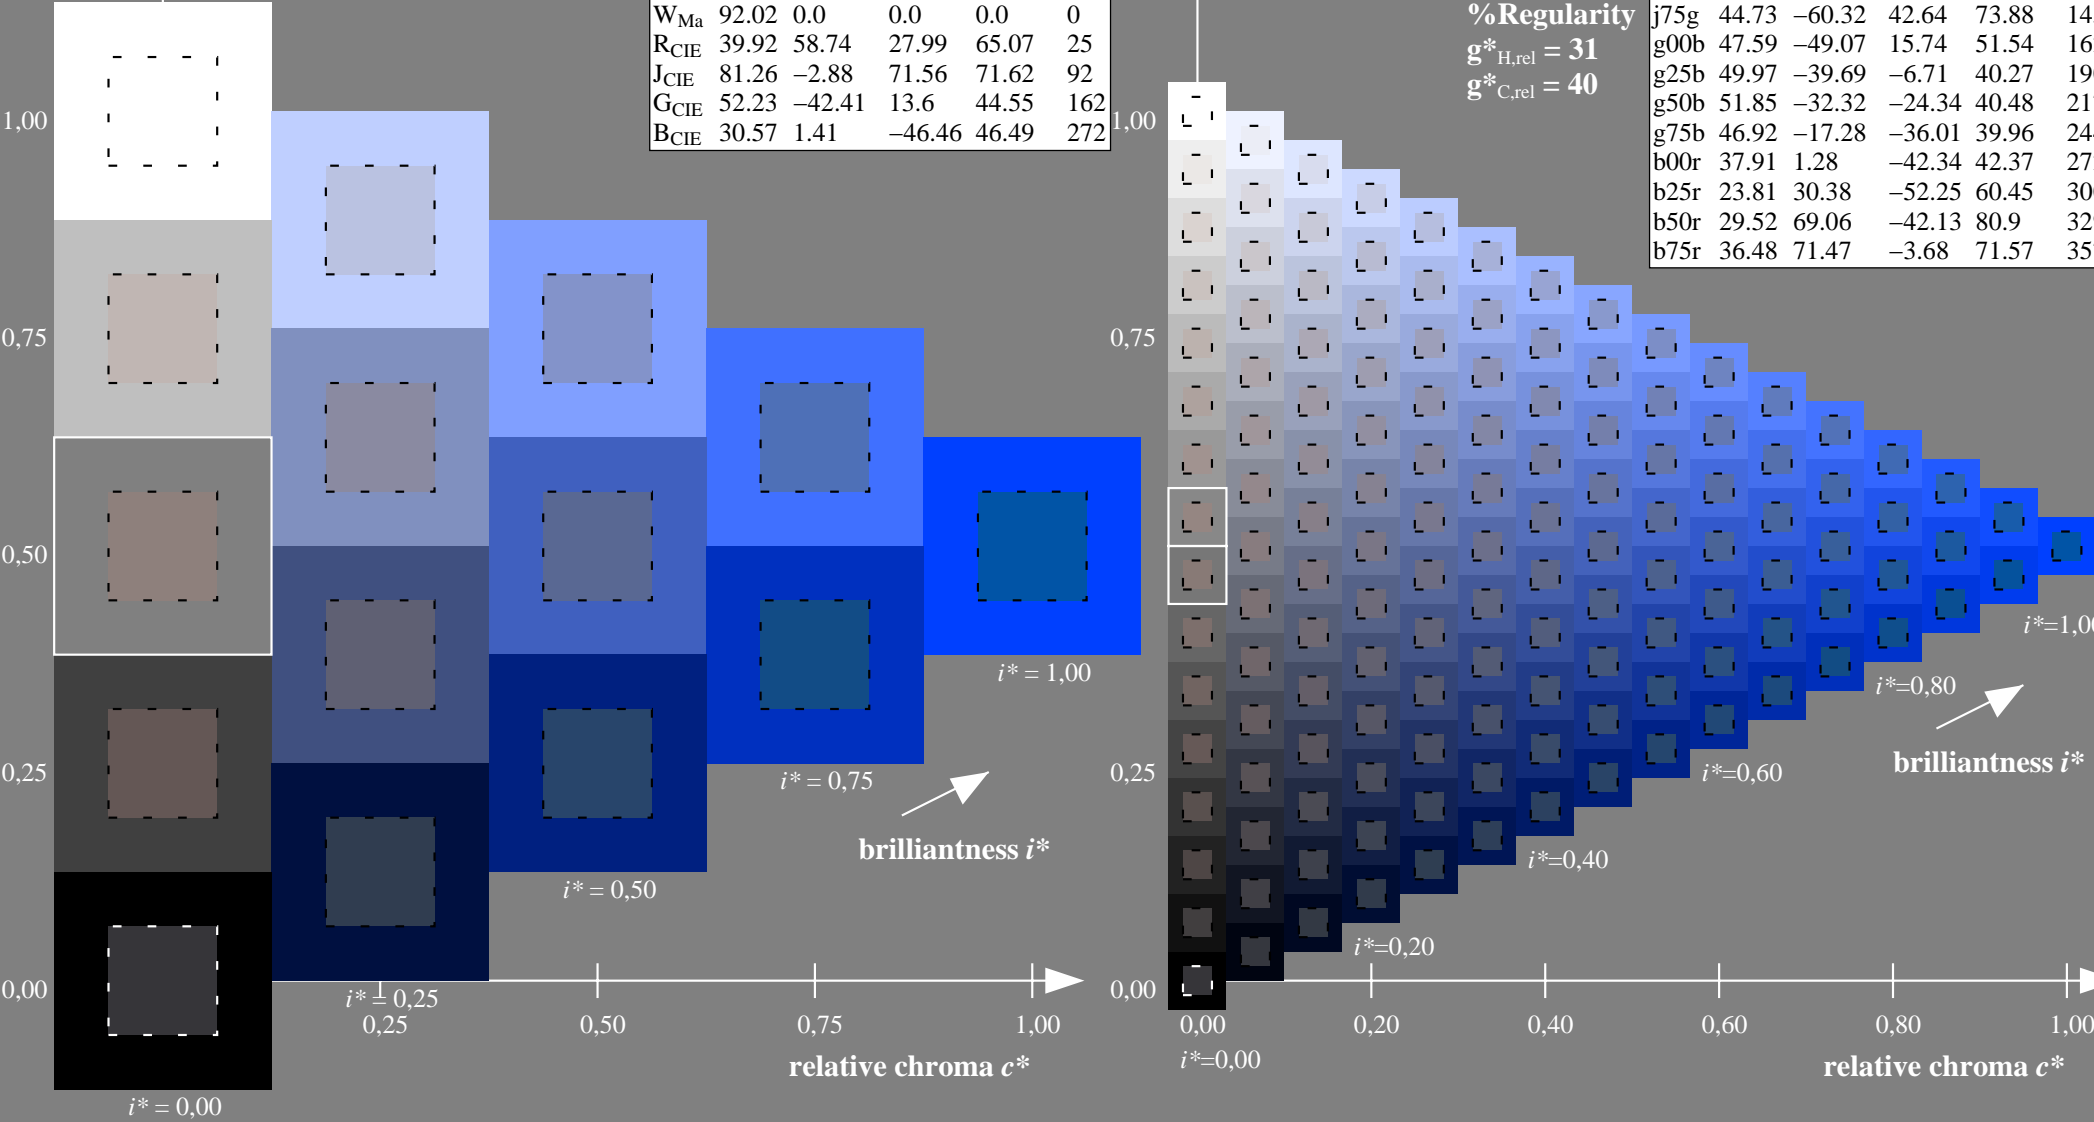 W_Ma 92.02 0.0 0.0 0.0 0
R_CIE 39.92 58.74 27.99 65.07 25
J_CIE 81.26 −2.88 71.56 71.62 92
G_CIE 52.23 −42.41 13.6 44.55 162
B_CIE 30.57 1.41 −46.46 46.49 272
1,00
0,75
0,50
0,25
0,00
i* = 1,00
i* = 0,75
brilliantness i*
i* = 0,50
i* = 0,25
0,25 0,50 0,75 1,00
relative chroma c*
i* = 0,00
%Regularity
g*H,rel = 31
g*C,rel = 40
j75g 44.73 −60.32 42.64 73.88
g00b 47.59 −49.07 15.74 51.54
g25b 49.97 −39.69 −6.71 40.27
g50b 51.85 −32.32 −24.34 40.48
g75b 46.92 −17.28 −36.01 39.96
b00r 37.91 1.28 −42.34 42.37
b25r 23.81 30.38 −52.25 60.45
b50r 29.52 69.06 −42.13 80.9
b75r 36.48 71.47 −3.68 71.57
1,00
0,75
0,25
0,00
i*=1,00
i*=0,80
brilliantness i*
i*=0,60
i*=0,40
i*=0,20
0,00 0,20 0,40 0,60 0,80 1,00
i*=0,00
relative chroma c*